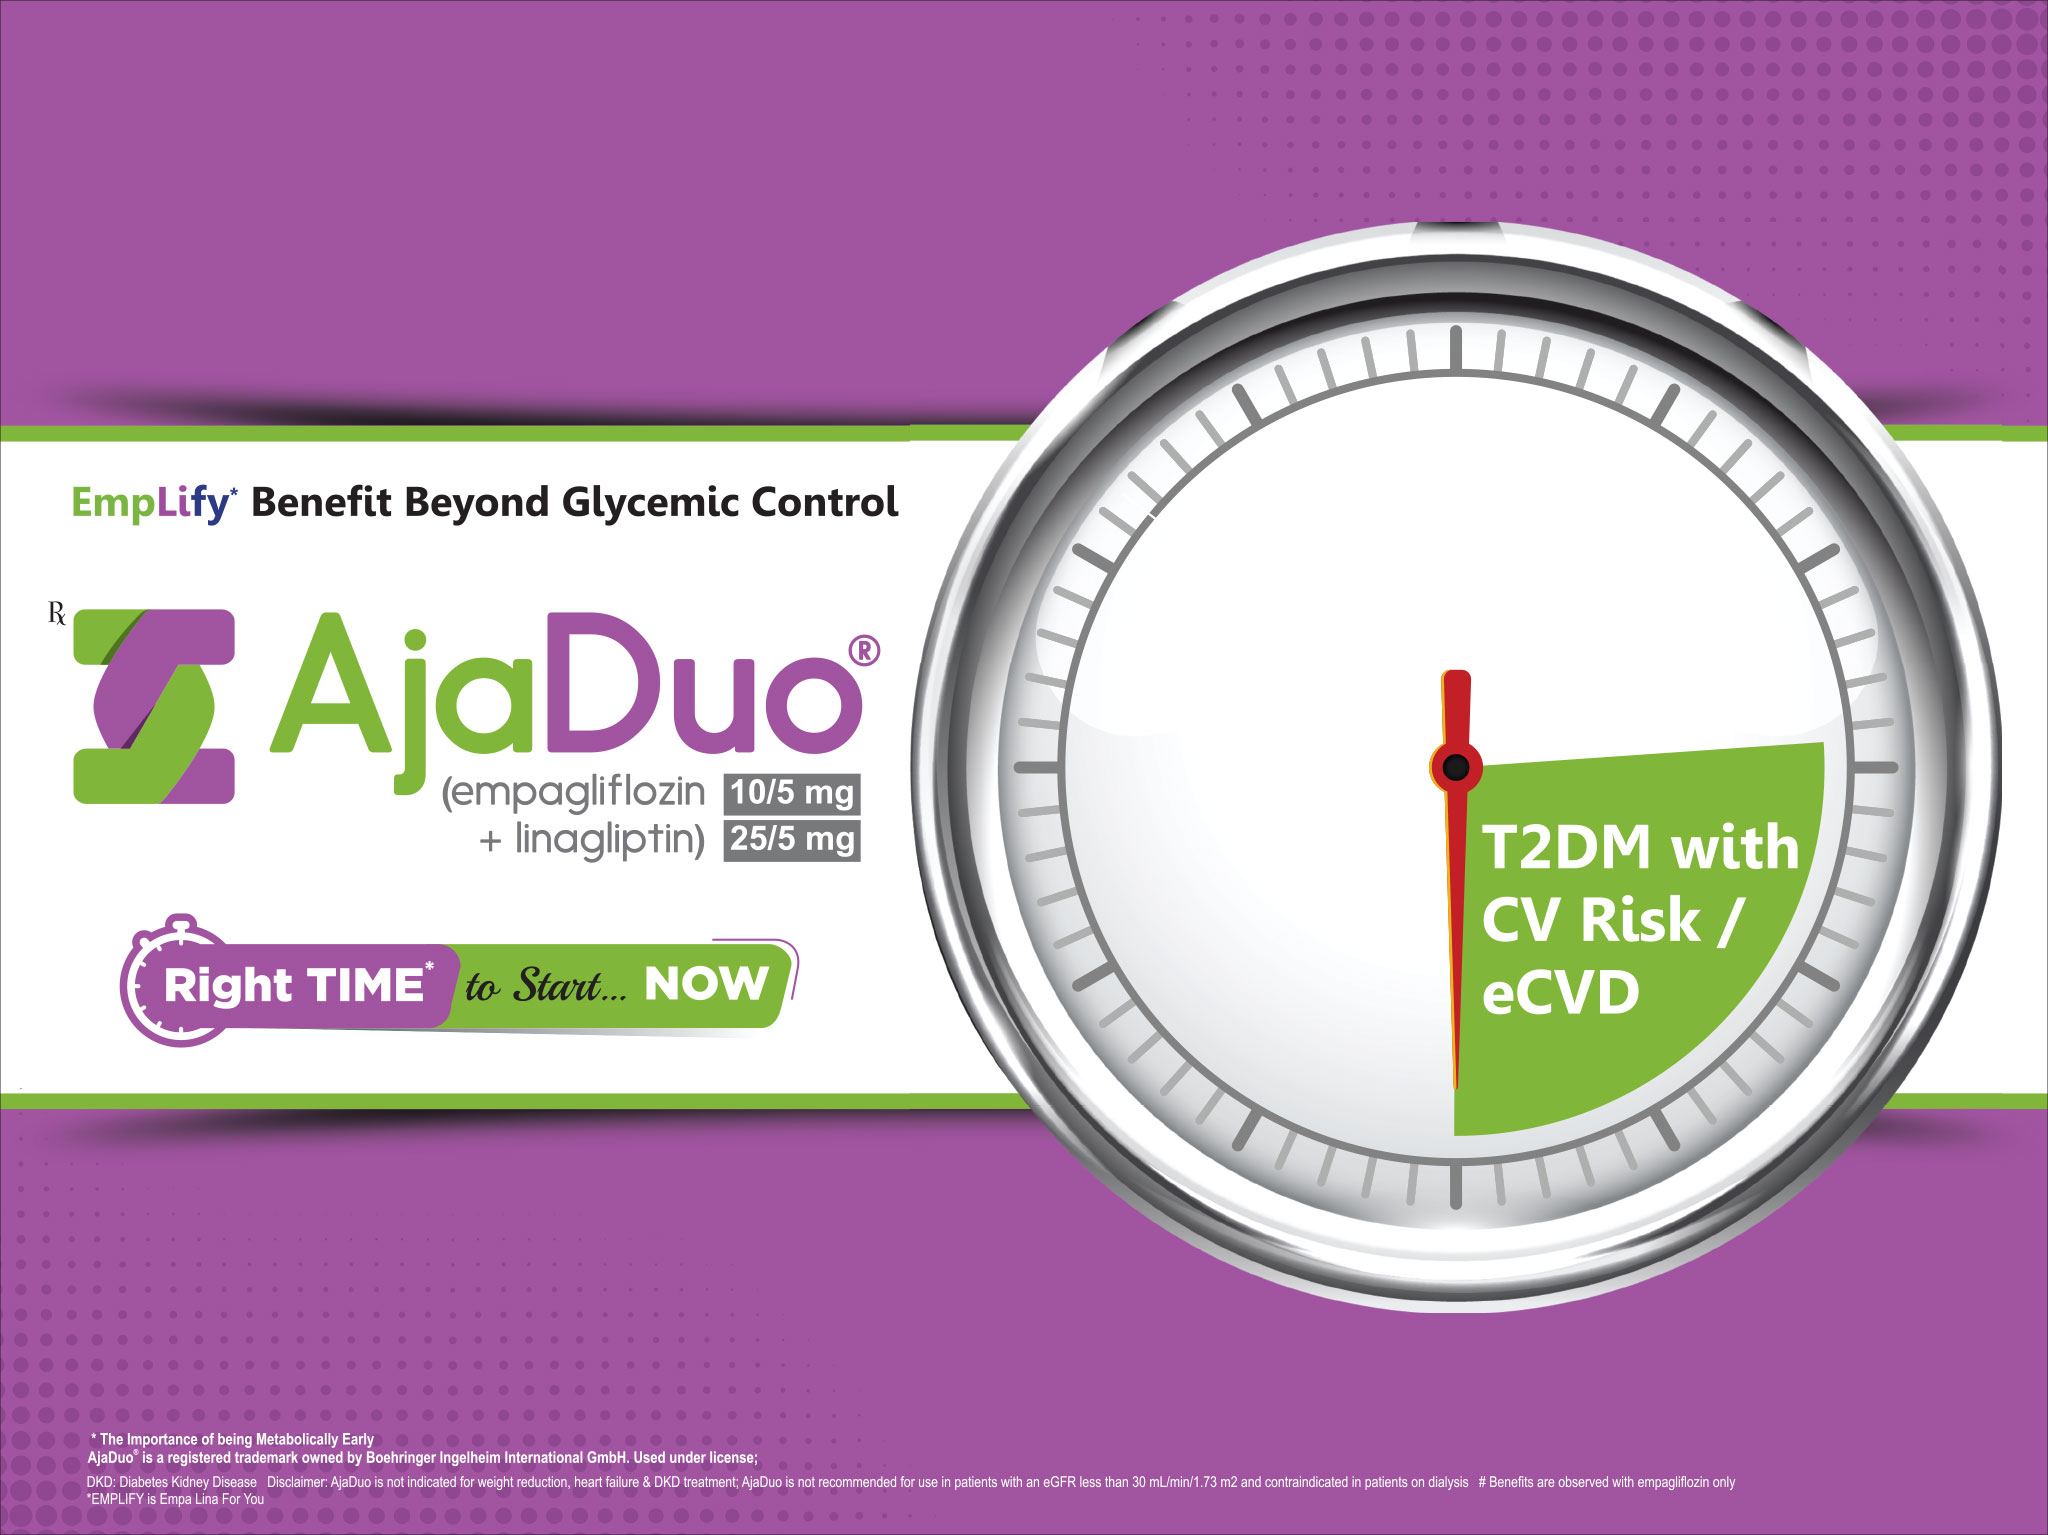 EmpLify* Benefit Beyond Glycemic Control
Rx
AjaDuo®
(empagliflozin 10/5 mg
+ linagliptin) 25/5 mg
Right TIME* to Start... NOW
T2DM with
CV Risk /
eCVD
* The Importance of being Metabolically Early
AjaDuo® is a registered trademark owned by Boehringer Ingelheim International GmbH. Used under license;
DKD: Diabetes Kidney Disease Disclaimer: AjaDuo is not indicated for weight reduction, heart failure & DKD treatment; AjaDuo is not recommended for use in patients with an eGFR less than 30 mL/min/1.73 m2 and contraindicated in patients on dialysis # Benefits are observed with empagliflozin only
*EMPLIFY is Empa Lina For You